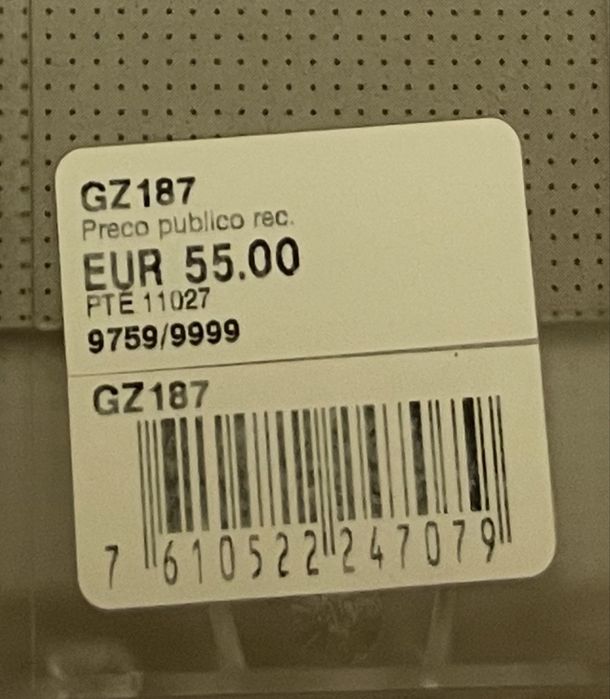 GZ187
Preco publico rec.
EUR 55.00
PTE 11027
9759/9999
GZ187
7 610522 247079